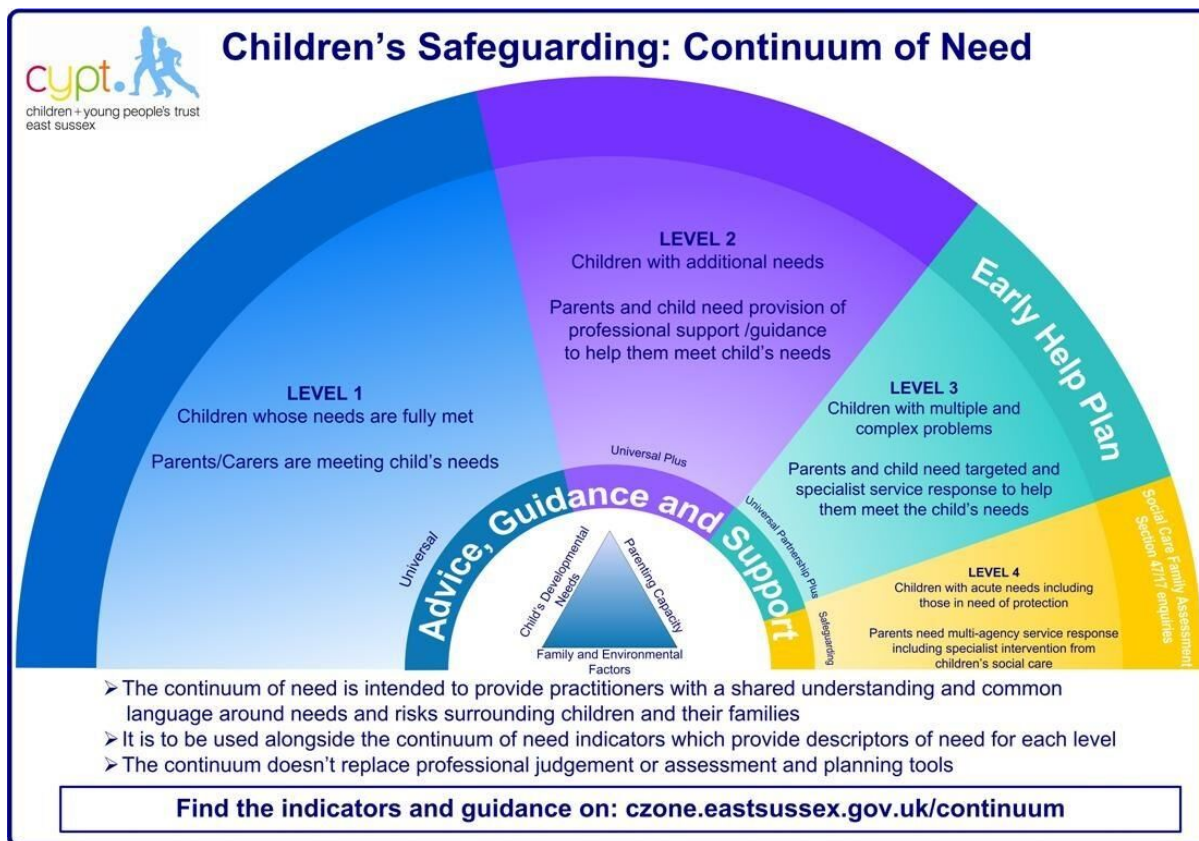 Children's Safeguarding: Continuum of Need
cypt.
children+young people's trust
east sussex
LEVEL 1
Children whose needs are fully met
Parents/Carers are meeting child's needs
LEVEL 2
Children with additional needs
Parents and child need provision of
professional support /guidance
to help them meet child's needs
Early Help Plan
LEVEL 3
Children with multiple and
complex problems
Parents and child need targeted and
specialist service response to help
them meet the child's needs
Social Care Family Assessment
Section 47/17 enquiries
LEVEL 4
Children with acute needs including
those in need of protection
Parents need multi-agency service response
including specialist intervention from
children's social care
Universal
Universal Plus
Universal Partnership Plus
Safeguarding
Advice, Guidance and Support
Child's Developmental
Needs
Parenting Capacity
Family and Environmental
Factors
➢ The continuum of need is intended to provide practitioners with a shared understanding and common
language around needs and risks surrounding children and their families
➢ It is to be used alongside the continuum of need indicators which provide descriptors of need for each level
➢ The continuum doesn't replace professional judgement or assessment and planning tools
Find the indicators and guidance on: czone.eastsussex.gov.uk/continuum